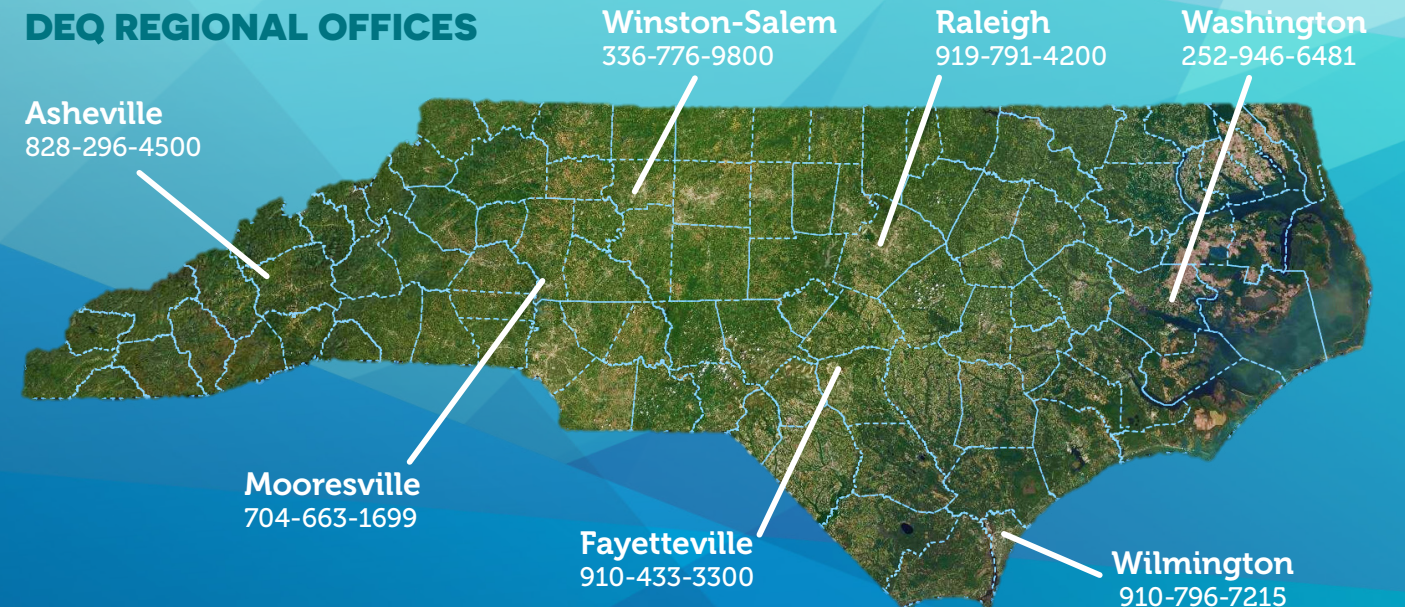 DEQ REGIONAL OFFICES
Winston-Salem
336-776-9800
Raleigh
919-791-4200
Washington
252-946-6481
Asheville
828-296-4500
Mooresville
704-663-1699
Fayetteville
910-433-3300
Wilmington
910-796-7215